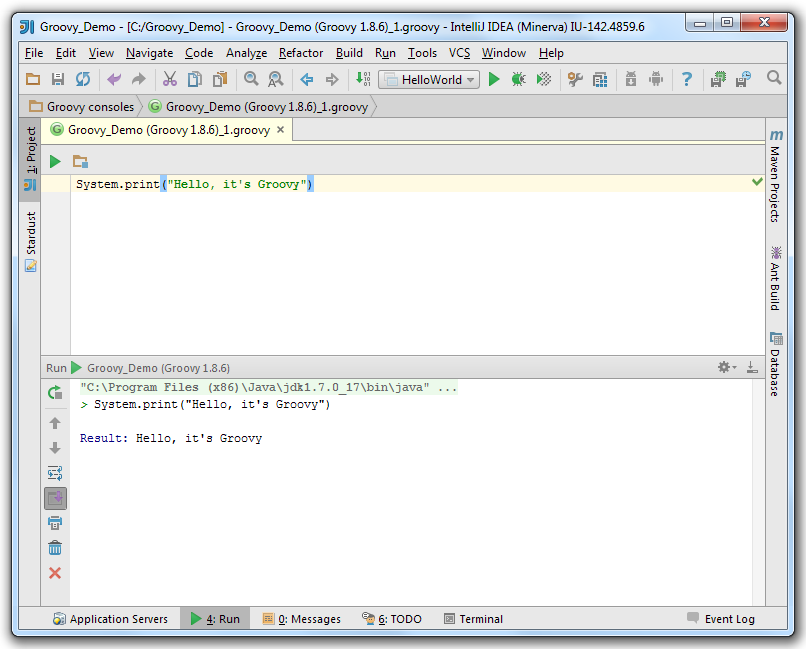 Groovy_Demo - [C:/Groovy_Demo] - Groovy_Demo (Groovy 1.8.6)_1.groovy - IntelliJ IDEA (Minerva) IU-142.4859.6
File Edit View Navigate Code Analyze Refactor Build Run Tools VCS Window Help
HelloWorld
Groovy consoles Groovy_Demo (Groovy 1.8.6)_1.groovy
Groovy_Demo (Groovy 1.8.6)_1.groovy
1: Project
Stardust
System.print("Hello, it's Groovy")
Maven Projects
Ant Build
Database
Run Groovy_Demo (Groovy 1.8.6)
"C:\Program Files (x86)\Java\jdk1.7.0_17\bin\java" ...
> System.print("Hello, it's Groovy")
Result: Hello, it's Groovy
Application Servers 4: Run 0: Messages 6: TODO Terminal Event Log